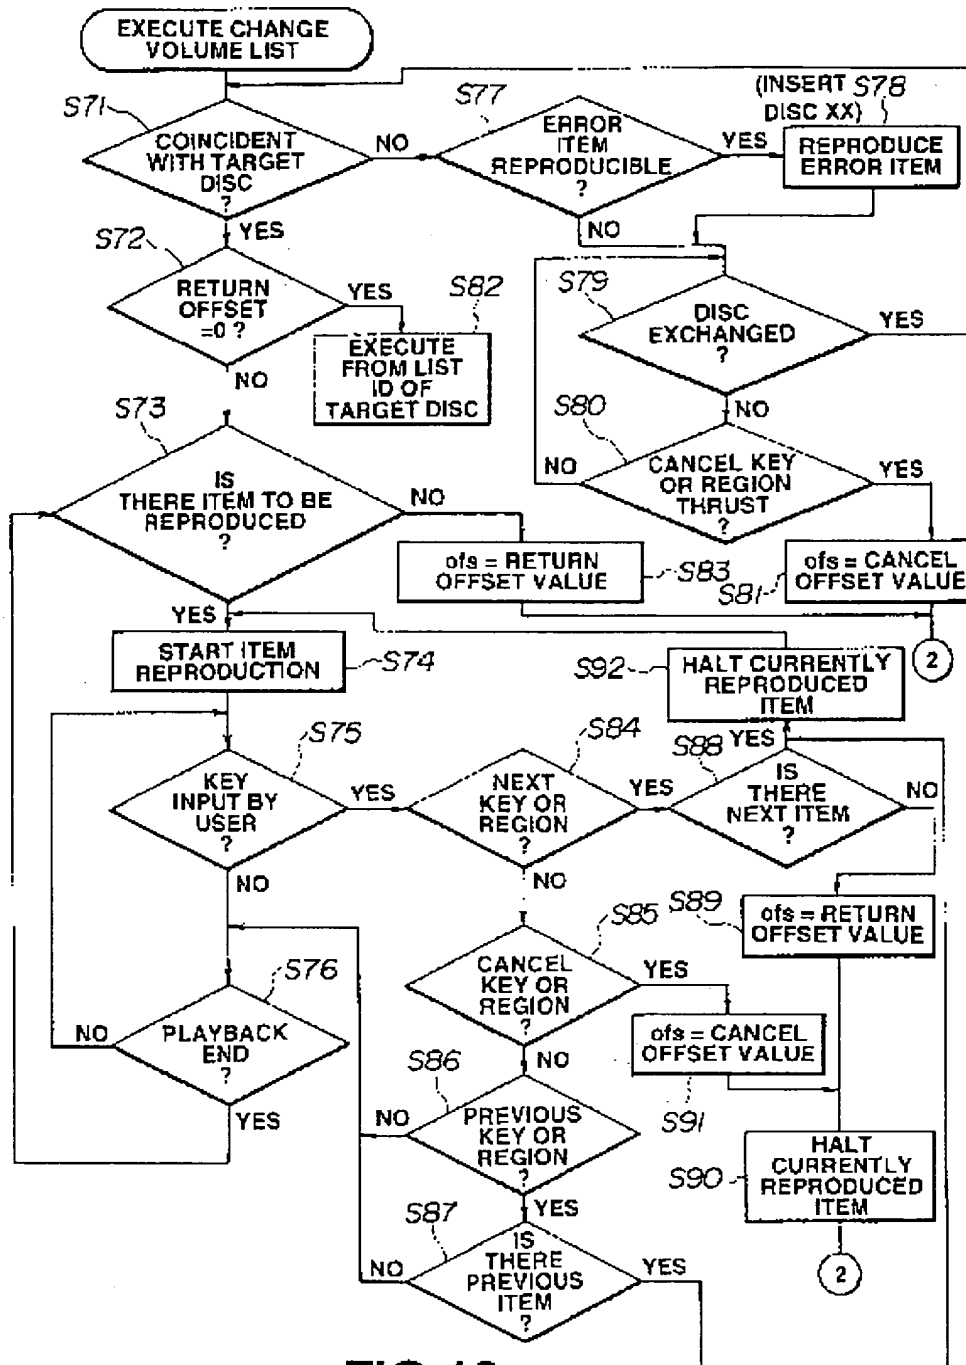 EXECUTE CHANGE
VOLUME LIST
S71
COINCIDENT
WITH TARGET
DISC
?
NO
YES
S77
ERROR
ITEM
REPRODUCIBLE
?
YES
NO
(INSERT
DISC XX)
S78
REPRODUCE
ERROR ITEM
S72
RETURN
OFFSET
=0 ?
YES
NO
S82
EXECUTE
FROM LIST
ID OF
TARGET DISC
S79
DISC
EXCHANGED
?
YES
NO
S80
CANCEL KEY
OR REGION
THRUST
?
NO
YES
S73
IS
THERE ITEM TO BE
REPRODUCED
?
NO
YES
ofs = RETURN
OFFSET VALUE
S83
S81
ofs = CANCEL
OFFSET VALUE
2
START ITEM
REPRODUCTION
S74
S92
HALT CURRENTLY
REPRODUCED
ITEM
S75
KEY
INPUT BY
USER
?
YES
NO
S84
NEXT
KEY OR
REGION
?
YES
NO
S88
YES
IS
THERE
NEXT ITEM
?
NO
S89
ofs = RETURN
OFFSET VALUE
S76
PLAYBACK
END
?
NO
YES
S85
CANCEL
KEY OR
REGION
?
YES
NO
ofs = CANCEL
OFFSET VALUE
S91
S86
PREVIOUS
KEY OR
REGION
?
NO
YES
S90
HALT
CURRENTLY
REPRODUCED
ITEM
2
S87
IS
THERE
PREVIOUS
ITEM
?
NO
YES